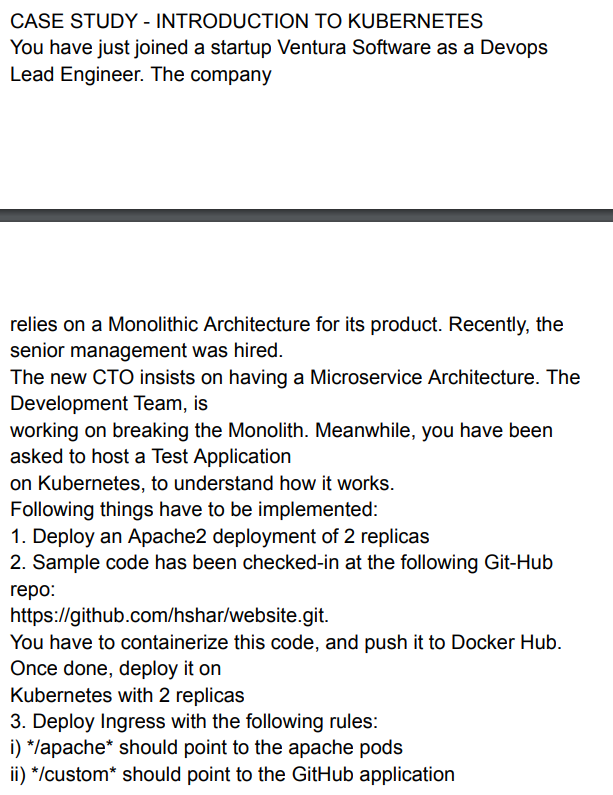 CASE STUDY - INTRODUCTION TO KUBERNETES
You have just joined a startup Ventura Software as a Devops
Lead Engineer. The company
relies on a Monolithic Architecture for its product. Recently, the
senior management was hired.
The new CTO insists on having a Microservice Architecture. The
Development Team, is
working on breaking the Monolith. Meanwhile, you have been
asked to host a Test Application
on Kubernetes, to understand how it works.
Following things have to be implemented:
1. Deploy an Apache2 deployment of 2 replicas
2. Sample code has been checked-in at the following Git-Hub
repo:
https://github.com/hshar/website.git.
You have to containerize this code, and push it to Docker Hub.
Once done, deploy it on
Kubernetes with 2 replicas
3. Deploy Ingress with the following rules:
i) */apache* should point to the apache pods
ii) */custom* should point to the GitHub application